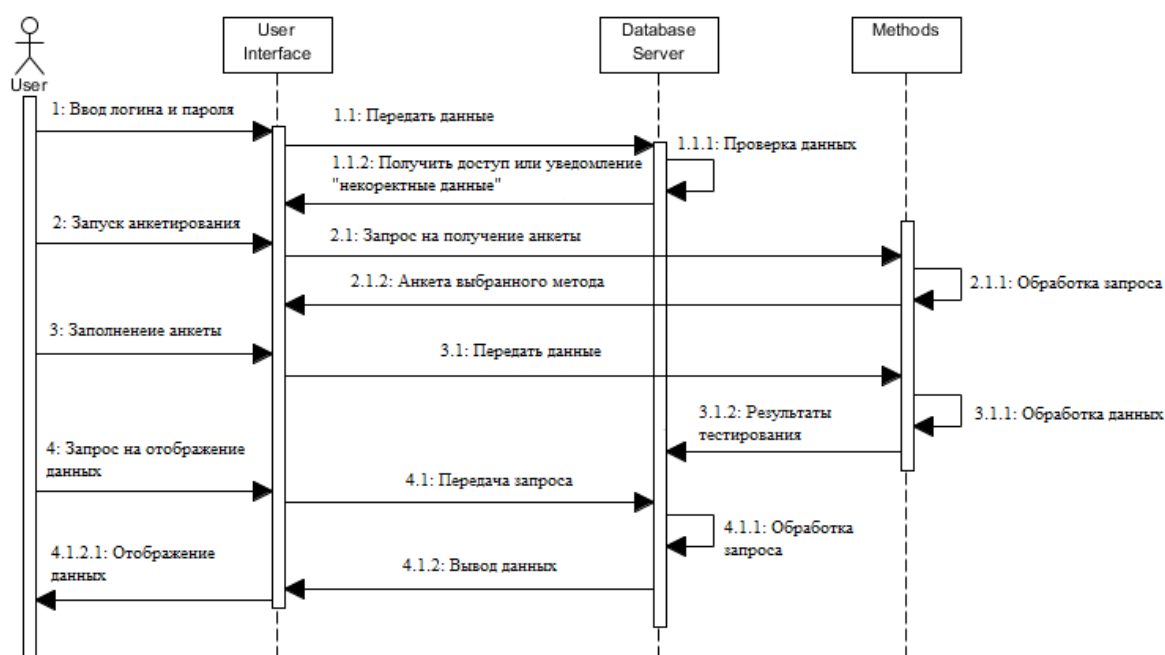 User
Interface
Database
Server
Methods
User
1: Ввод логина и пароля
1.1: Передать данные
1.1.1: Проверка данных
1.1.2: Получить доступ или уведомление
"некоректные данные"
2: Запуск анкетирования
2.1: Запрос на получение анкеты
2.1.1: Обработка запроса
2.1.2: Анкета выбранного метода
3: Заполненеие анкеты
3.1: Передать данные
3.1.1: Обработка данных
3.1.2: Результаты
тестирования
4: Запрос на отображение
данных
4.1: Передача запроса
4.1.1: Обработка
запроса
4.1.2: Вывод данных
4.1.2.1: Отображение
данных